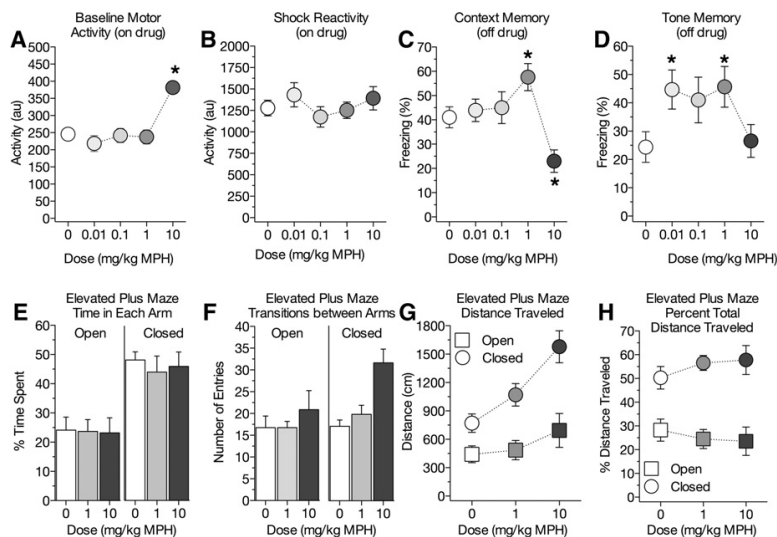 A
Baseline Motor
Activity (on drug)
Activity (au)
500
450
400
350
300
250
200
150
100
50
0
*
0 0.01 0.1 1 10
Dose (mg/kg MPH)
B
Shock Reactivity
(on drug)
Activity (au)
2000
1750
1500
1250
1000
750
500
250
0
0 0.01 0.1 1 10
Dose (mg/kg MPH)
C
Context Memory
(off drug)
Freezing (%)
70
60
50
40
30
20
10
0
*
*
0 0.01 0.1 1 10
Dose (mg/kg MPH)
D
Tone Memory
(off drug)
Freezing (%)
60
50
40
30
20
10
0
* *
0 0.01 0.1 1 10
Dose (mg/kg MPH)
E
Elevated Plus Maze
Time in Each Arm
Open Closed
% Time Spent
60
50
40
30
20
10
0
0 1 10 0 1 10
Dose (mg/kg MPH)
F
Elevated Plus Maze
Transitions between Arms
Open Closed
Number of Entries
40
35
30
25
20
15
10
5
0
0 1 10 0 1 10
Dose (mg/kg MPH)
G
Elevated Plus Maze
Distance Traveled
Open
Closed
Distance (cm)
1800
1500
1200
900
600
300
0
0 1 10
Dose (mg/kg MPH)
H
Elevated Plus Maze
Percent Total
Distance Traveled
% Distance Traveled
70
60
50
40
30
20
10
0
Open
Closed
0 1 10
Dose (mg/kg MPH)